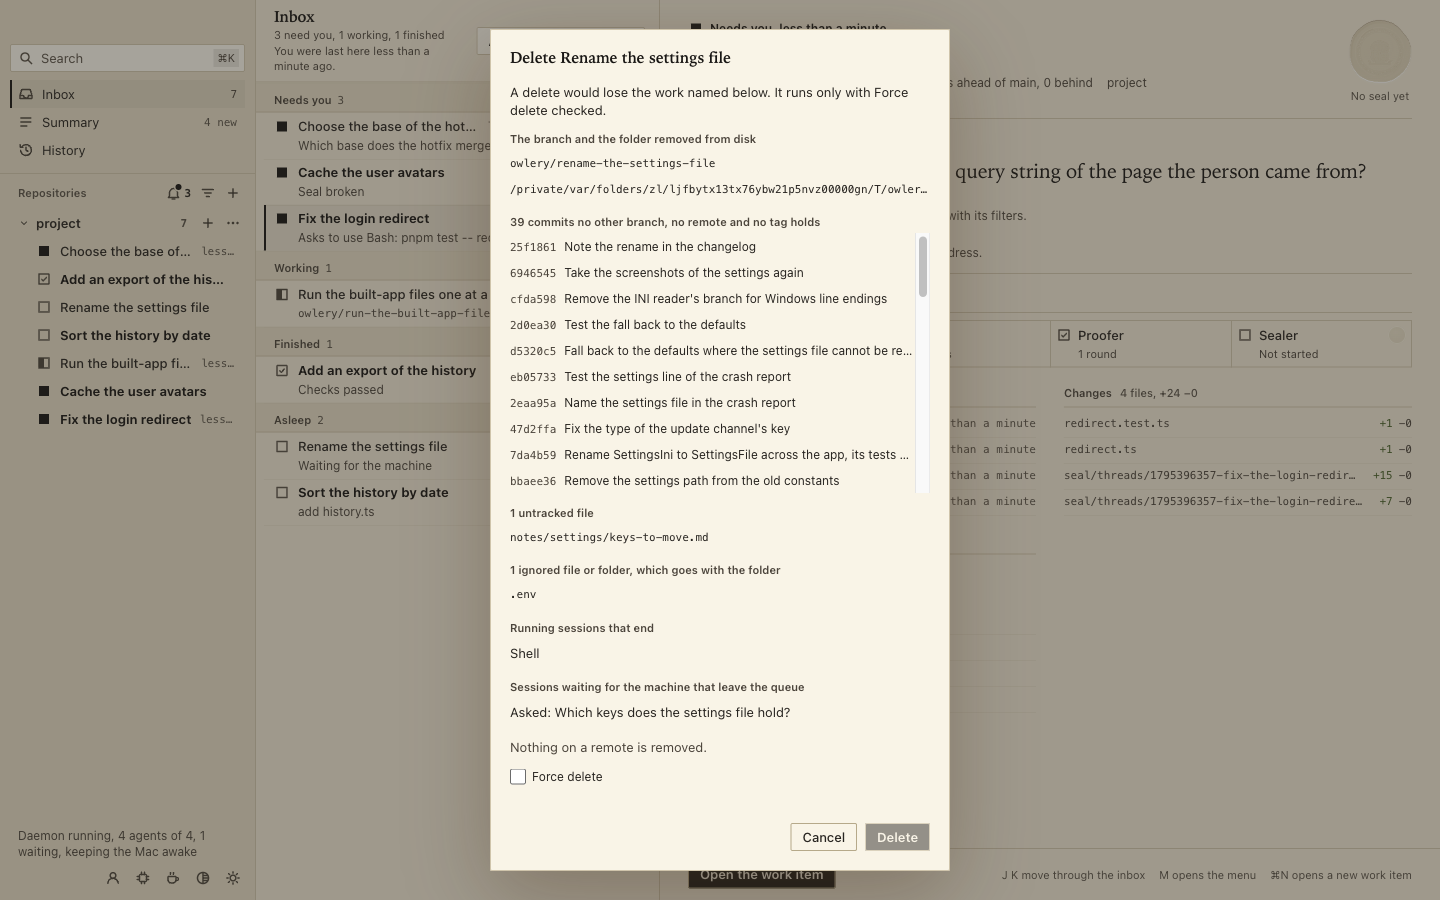 Search ⌘K
Inbox 7
Summary 4 new
History
Repositories 3
project 7
Choose the base of... less...
Add an export of the his...
Rename the settings file
Sort the history by date
Run the built-app fi... less...
Cache the user avatars
Fix the login redirect less...
Daemon running, 4 agents of 4, 1
waiting, keeping the Mac awake
Inbox
3 need you, 1 working, 1 finished
You were last here less than a
minute ago.
Needs you 3
Choose the base of the hot...
Which base does the hotfix merge
Cache the user avatars
Seal broken
Fix the login redirect
Asks to use Bash: pnpm test -- re
Working 1
Run the built-app files one at a
owlery/run-the-built-app-file
Finished 1
Add an export of the history
Checks passed
Asleep 2
Rename the settings file
Waiting for the machine
Sort the history by date
add history.ts
Delete Rename the settings file
A delete would lose the work named below. It runs only with Force
delete checked.
The branch and the folder removed from disk
owlery/rename-the-settings-file
/private/var/folders/zl/ljfbytx13tx76ybw21p5nvz00000gn/T/owler…
39 commits no other branch, no remote and no tag holds
25f1861 Note the rename in the changelog
6946545 Take the screenshots of the settings again
cfda598 Remove the INI reader's branch for Windows line endings
2d0ea30 Test the fall back to the defaults
d5320c5 Fall back to the defaults where the settings file cannot be re...
eb05733 Test the settings line of the crash report
2eaa95a Name the settings file in the crash report
47d2ffa Fix the type of the update channel's key
7da4b59 Rename SettingsIni to SettingsFile across the app, its tests ...
bbaee36 Remove the settings path from the old constants
1 untracked file
notes/settings/keys-to-move.md
1 ignored file or folder, which goes with the folder
.env
Running sessions that end
Shell
Sessions waiting for the machine that leave the queue
Asked: Which keys does the settings file hold?
Nothing on a remote is removed.
Force delete
Cancel Delete
Needs you, less than a minute
s ahead of main, 0 behind project
No seal yet
query string of the page the person came from?
with its filters.
dress.
Proofer
1 round
Sealer
Not started
Changes 4 files, +24 −0
than a minute redirect.test.ts +1 −0
than a minute redirect.ts +1 −0
than a minute seal/threads/1795396357-fix-the-login-redir… +15 −0
than a minute seal/threads/1795396357-fix-the-login-redire… +7 −0
Open the work item
J K move through the inbox M opens the menu ⌘N opens a new work item